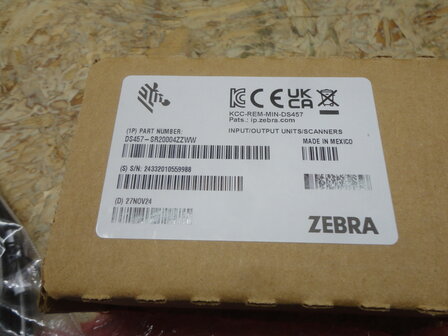 KCC-REM-MIN-DS457
Pats.: ip.zebra.com
(1P) PART NUMBER: INPUT/OUTPUT UNITS/SCANNERS
DS457-SR20004ZZWW MADE IN MEXICO
(S) S/N: 24332010559988
(D) 27NOV24
ZEBRA